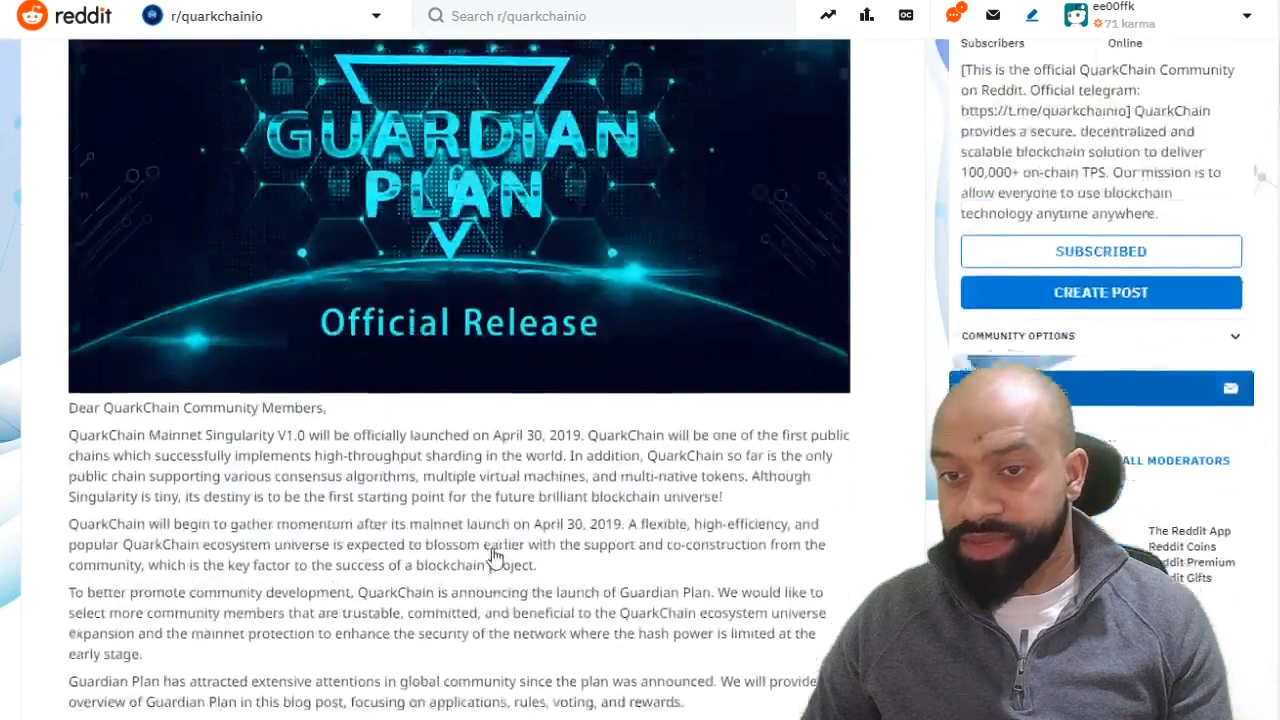 reddit
r/quarkchainio
Search r/quarkchainio
ee00ffk
71 karma
GUARDIAN
PLAN
Official Release
Dear QuarkChain Community Members,
QuarkChain Mainnet Singularity V1.0 will be officially launched on April 30, 2019. QuarkChain will be one of the first public
chains which successfully implements high-throughput sharding in the world. In addition, QuarkChain so far is the only
public chain supporting various consensus algorithms, multiple virtual machines, and multi-native tokens. Although
Singularity is tiny, its destiny is to be the first starting point for the future brilliant blockchain universe!
QuarkChain will begin to gather momentum after its mainnet launch on April 30, 2019. A flexible, high-efficiency, and
popular QuarkChain ecosystem universe is expected to blossom earlier with the support and co-construction from the
community, which is the key factor to the success of a blockchain oject.
To better promote community development, QuarkChain is announcing the launch of Guardian Plan. We would like to
select more community members that are trustable, committed, and beneficial to the QuarkChain ecosystem universe
expansion and the mainnet protection to enhance the security of the network where the hash power is limited at the
early stage.
Guardian Plan has attracted extensive attentions in global community since the plan was announced. We will provide
overview of Guardian Plan in this blog post, focusing on applications, rules, voting, and rewards.
Subscribers
Online
[This is the official QuarkChain Community
on Reddit. Official telegram:
https://t.me/quarkchainio] QuarkChain
provides a secure, decentralized and
scalable blockchain solution to deliver
100,000+ on-chain TPS. Our mission is to
allow everyone to use blockchain
technology anytime anywhere.
SUBSCRIBED
CREATE POST
COMMUNITY OPTIONS
ALL MODERATORS
The Reddit App
Reddit Coins
Reddit Premium
dit Gifts